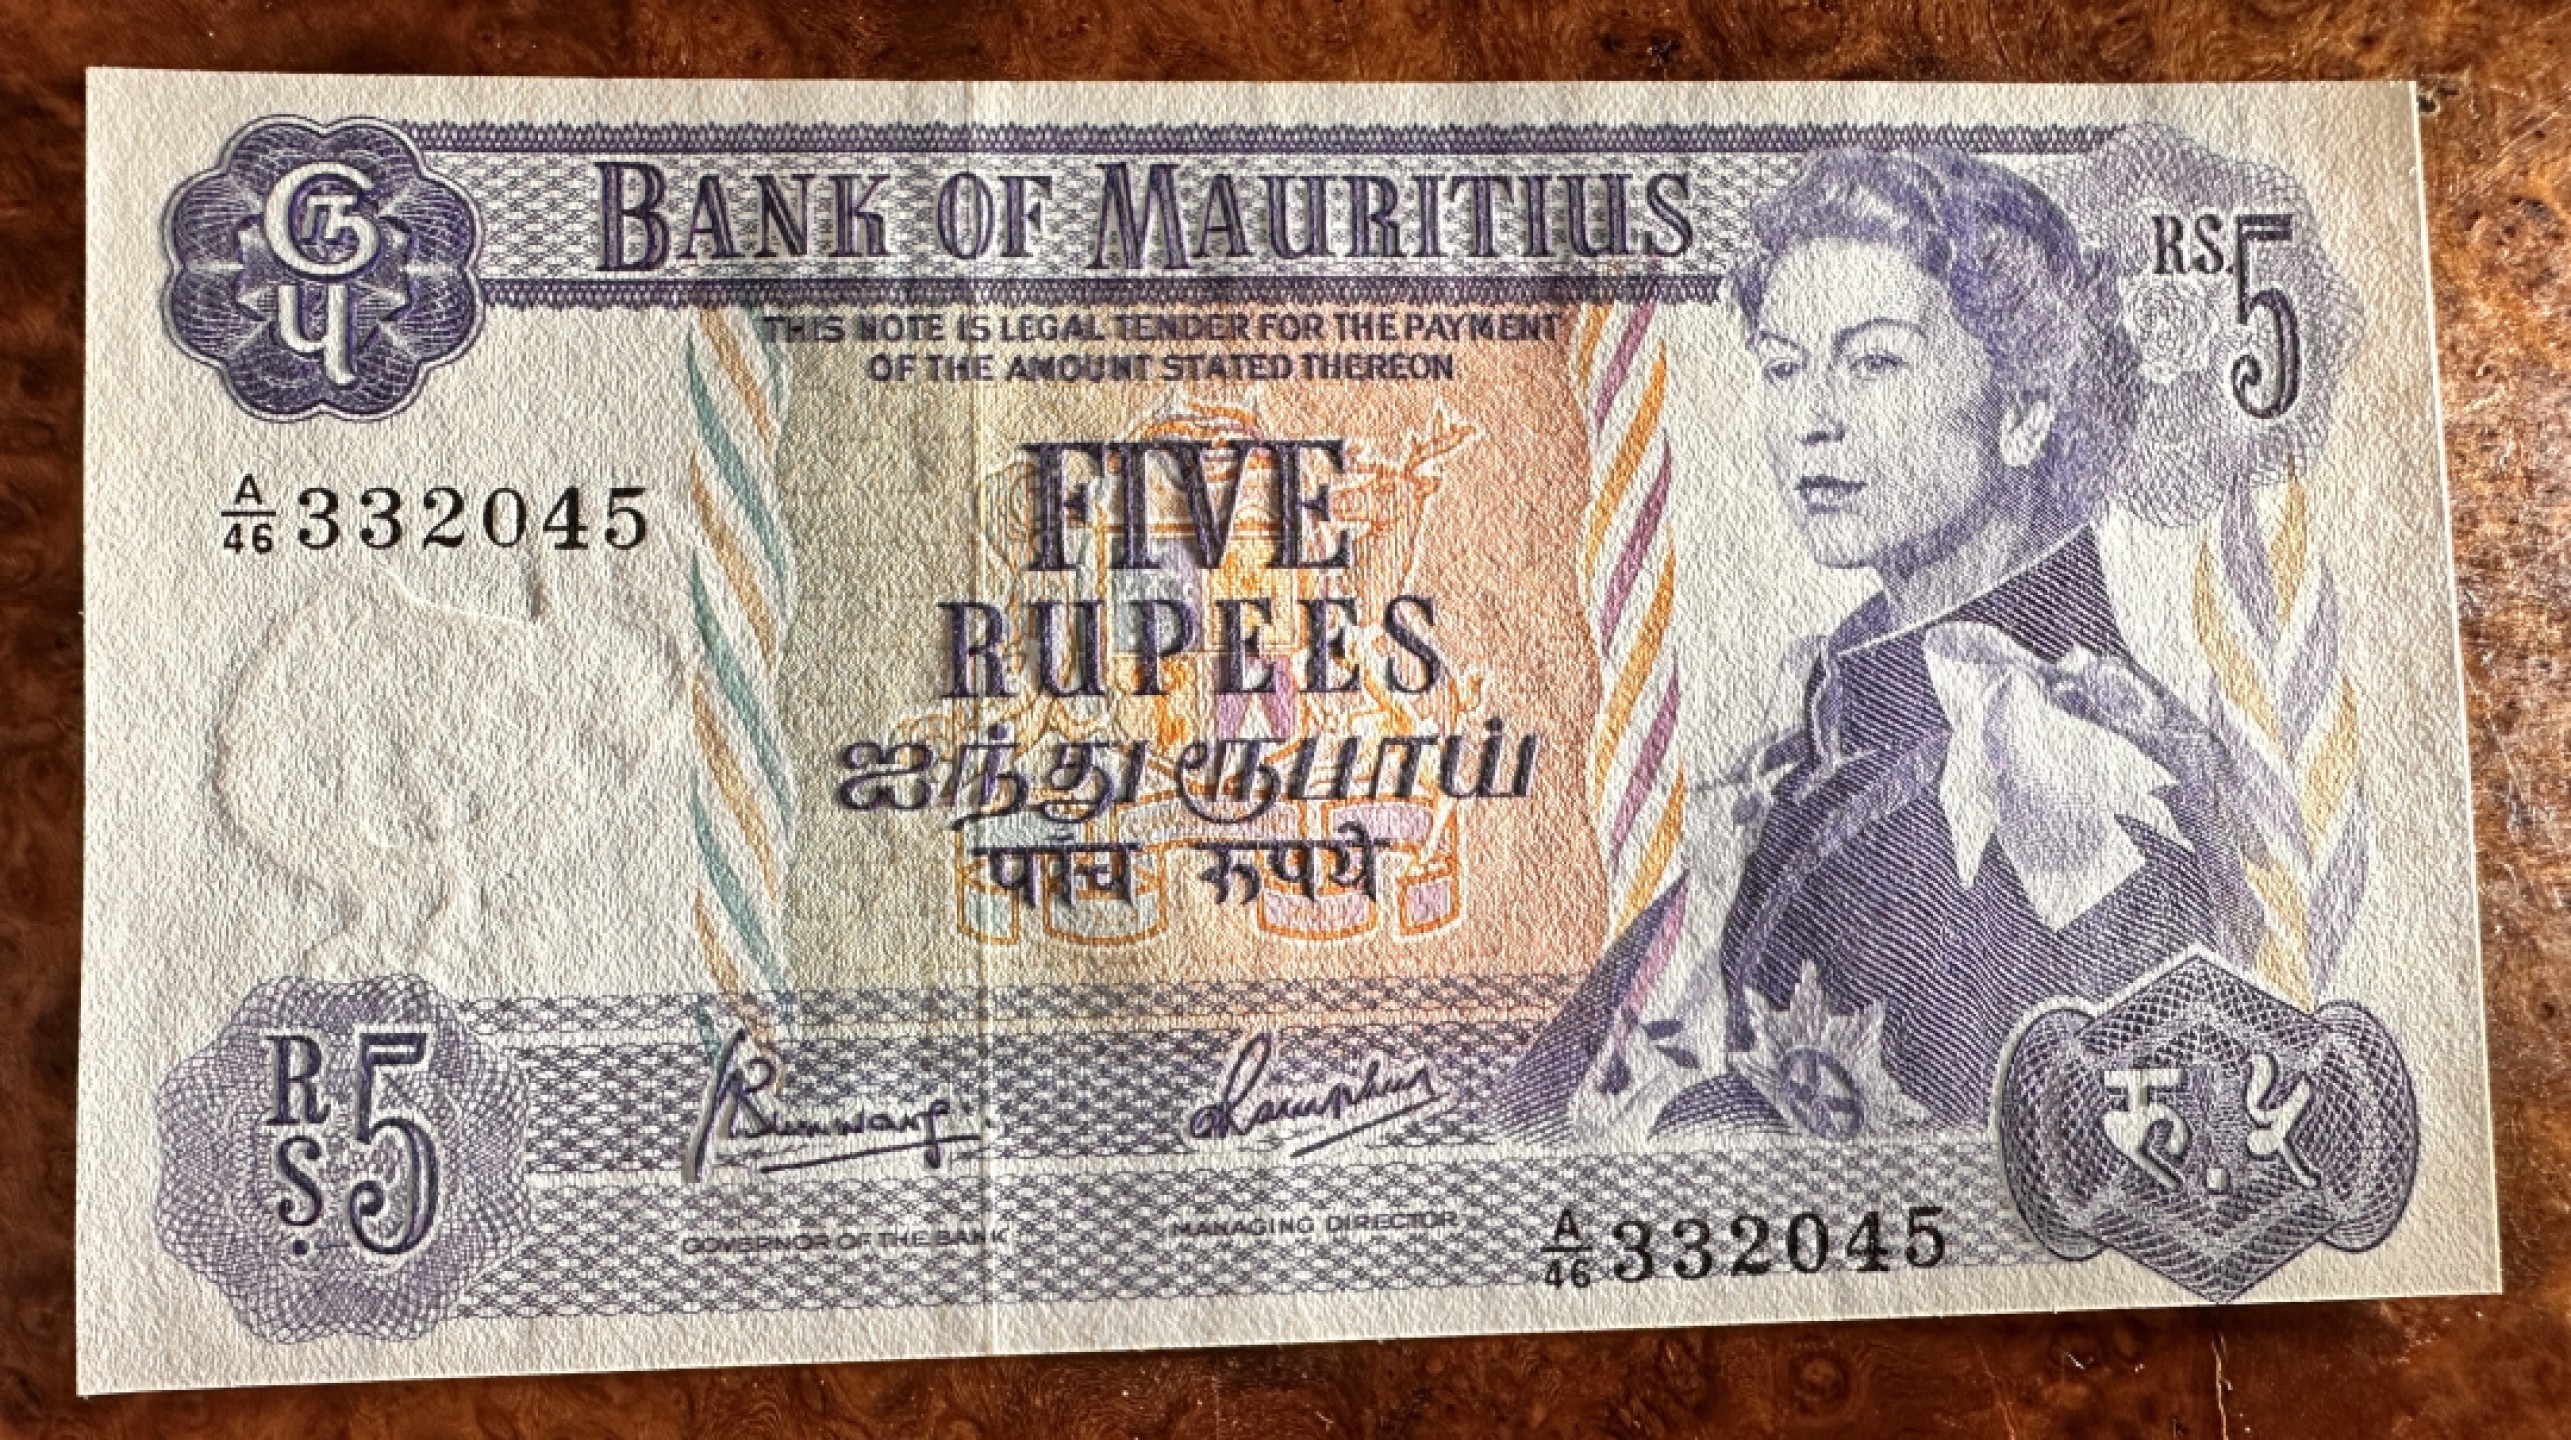 BANK OF MAURITIUS
RS. 5
THIS NOTE IS LEGAL TENDER FOR THE PAYMENT
OF THE AMOUNT STATED THEREON
A/46 332045
FIVE
RUPEES
ஐந்து ரூபாய்
पांच रूपये
RS. 5
रु. ५
GOVERNOR OF THE BANK
MANAGING DIRECTOR
A/46 332045